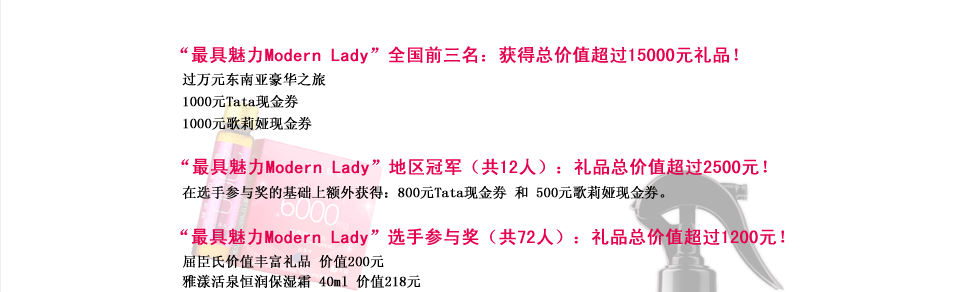 “最具魅力Modern Lady”全国前三名：获得总价值超过15000元礼品！
过万元东南亚豪华之旅
1000元Tata现金券
1000元歌莉娅现金券
“最具魅力Modern Lady”地区冠军（共12人）：礼品总价值超过2500元！
在选手参与奖的基础上额外获得：800元Tata现金券 和 500元歌莉娅现金券。
“最具魅力Modern Lady”选手参与奖（共72人）：礼品总价值超过1200元！
屈臣氏价值丰富礼品 价值200元
雅漾活泉恒润保湿霜 40ml 价值218元
6000